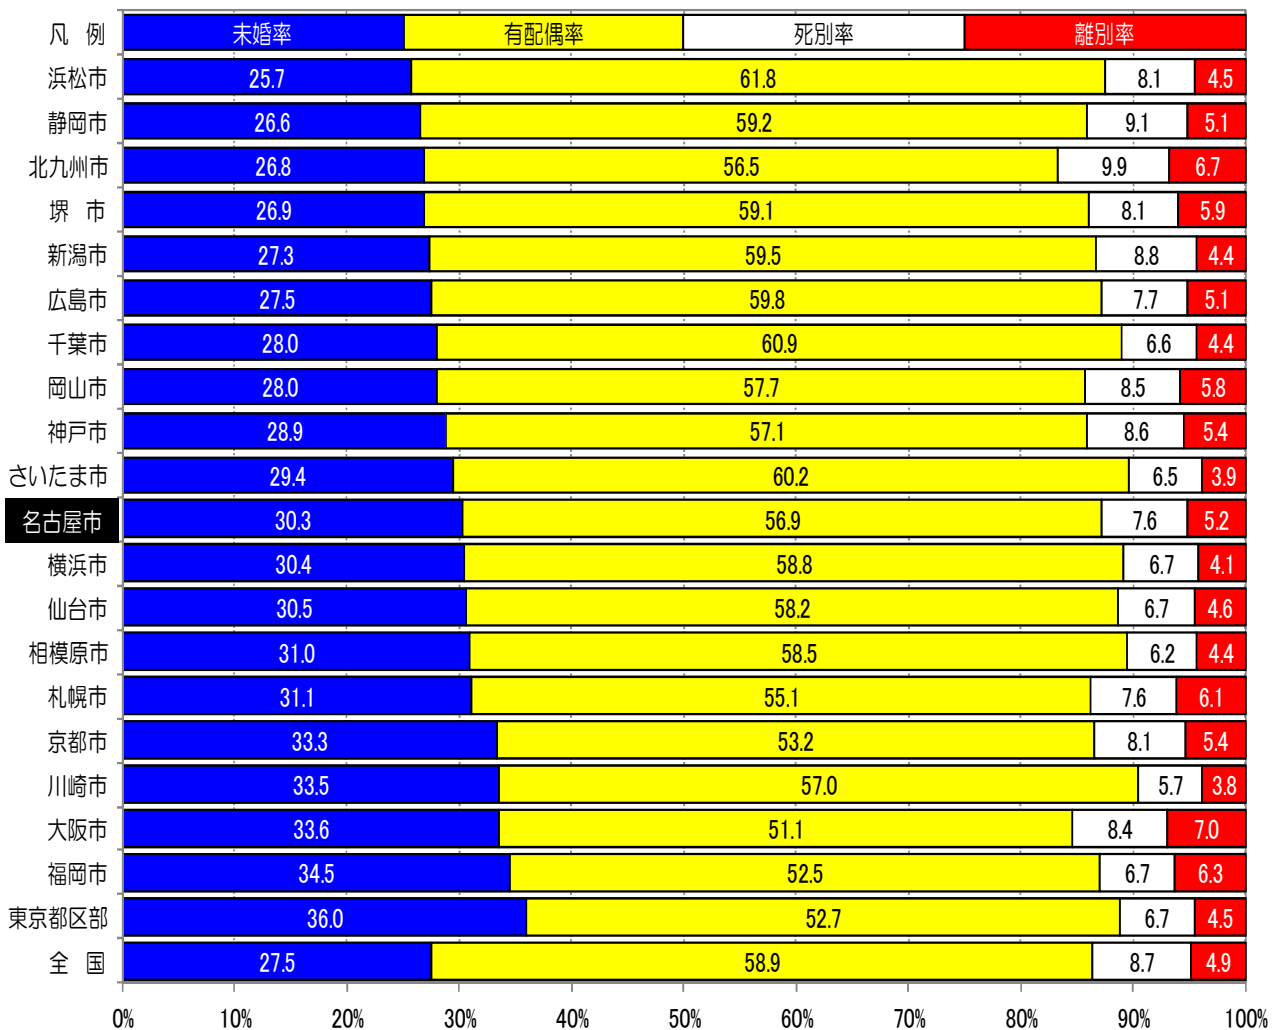 凡 例 未婚率 有配偶率 死別率 離別率
浜松市 25.7 61.8 8.1 4.5
静岡市 26.6 59.2 9.1 5.1
北九州市 26.8 56.5 9.9 6.7
堺 市 26.9 59.1 8.1 5.9
新潟市 27.3 59.5 8.8 4.4
広島市 27.5 59.8 7.7 5.1
千葉市 28.0 60.9 6.6 4.4
岡山市 28.0 57.7 8.5 5.8
神戸市 28.9 57.1 8.6 5.4
さいたま市 29.4 60.2 6.5 3.9
名古屋市 30.3 56.9 7.6 5.2
横浜市 30.4 58.8 6.7 4.1
仙台市 30.5 58.2 6.7 4.6
相模原市 31.0 58.5 6.2 4.4
札幌市 31.1 55.1 7.6 6.1
京都市 33.3 53.2 8.1 5.4
川崎市 33.5 57.0 5.7 3.8
大阪市 33.6 51.1 8.4 7.0
福岡市 34.5 52.5 6.7 6.3
東京都区部 36.0 52.7 6.7 4.5
全 国 27.5 58.9 8.7 4.9
0% 10% 20% 30% 40% 50% 60% 70% 80% 90% 100%